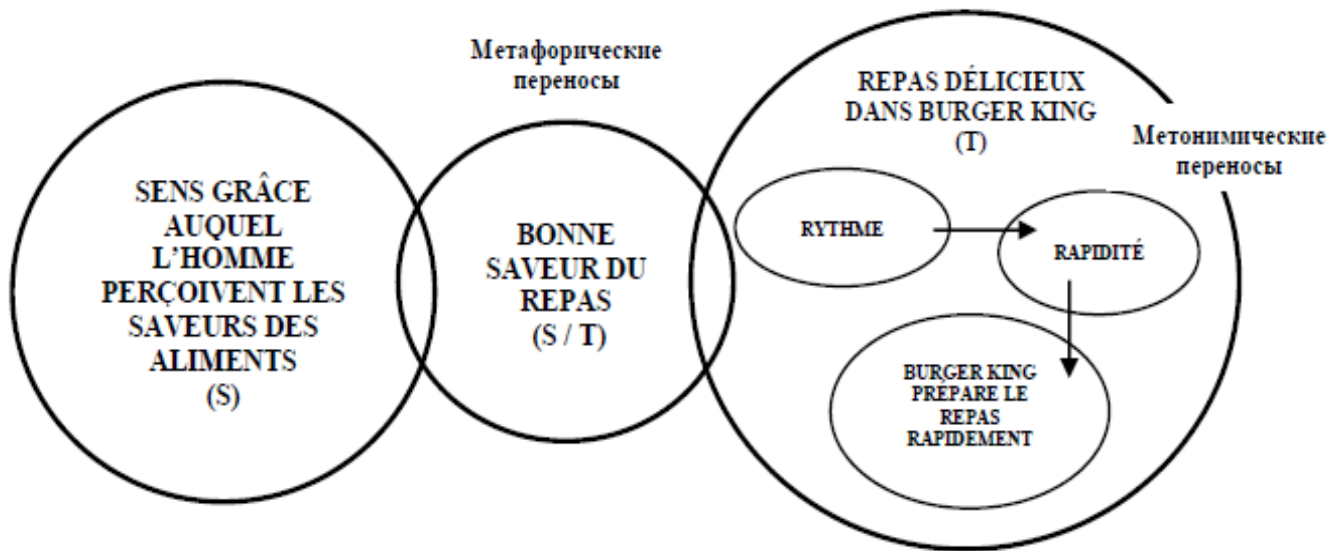 Метафорические
переносы
SENS GRÂCE
AUQUEL
L’HOMME
PERÇOIVENT LES
SAVEURS DES
ALIMENTS
(S)
BONNE
SAVEUR DU
REPAS
(S / T)
REPAS DÉLICIEUX
DANS BURGER KING
(T)
Метонимические
переносы
RYTHME
RAPIDITÉ
BURGER KING
PRÉPARE LE
REPAS
RAPIDEMENT